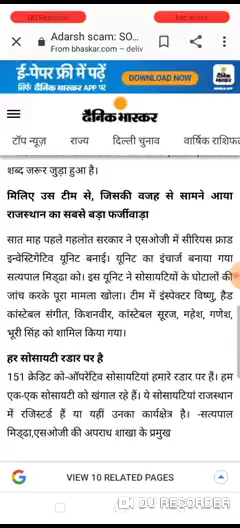 Adarsh scam: SO...
From bhaskar.com – deliv
ई-पेपर फ्री में पढ़ें
सिर्फ दैनिक भास्कर APP पर
DOWNLOAD NOW
दैनिक भास्कर
दैनिक भास्कर
टॉप न्यूज़ राज्य दिल्ली चुनाव वार्षिक राशिफ
शब्द जरूर जुड़ा हुआ है।
मिलिए उस टीम से, जिसकी वजह से सामने आया
राजस्थान का सबसे बड़ा फर्जीवाड़ा
सात माह पहले गहलोत सरकार ने एसओजी में सीरियस फ्राड
इन्वेस्टिगेटिव यूनिट बनाई। यूनिट का इंचार्ज बनाया गया
सत्यपाल मिड्‌ढा को। इस यूनिट ने सोसायटियों के घोटालों की
जांच करके पूरा मामला खोला। टीम में इंस्पेक्टर विष्णु, हैड
कांस्टेबल संगीत, किशनवीर, कांस्टेबल सूरज, महेश, गणेश,
भूरी सिंह को शामिल किया गया।
हर सोसायटी रडार पर है
151 क्रेडिट को-ऑपरेटिव सोसायटियां हमारे रडार पर हैं। हम
एक-एक सोसायटी को खंगाल रहे हैं। ये सोसायटियां राजस्थान
में रजिस्टर्ड हैं या यहीं उनका कार्यक्षेत्र है। -सत्यपाल
मिड्‌ढा,एसओजी की अपराध शाखा के प्रमुख
VIEW 10 RELATED PAGES
DU RECORDER